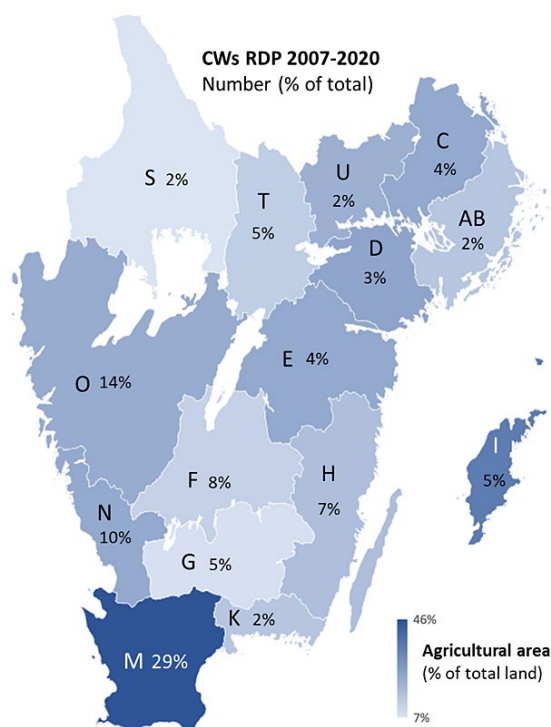 CWs RDP 2007-2020
Number (% of total)
C
4%
U
2%
S 2%
T
5%
AB
2%
D
3%
E 4%
O 14%
I
5%
F 8%
H
7%
N
10%
G 5%
K 2%
M 29%
46%
Agricultural area
(% of total land)
7%